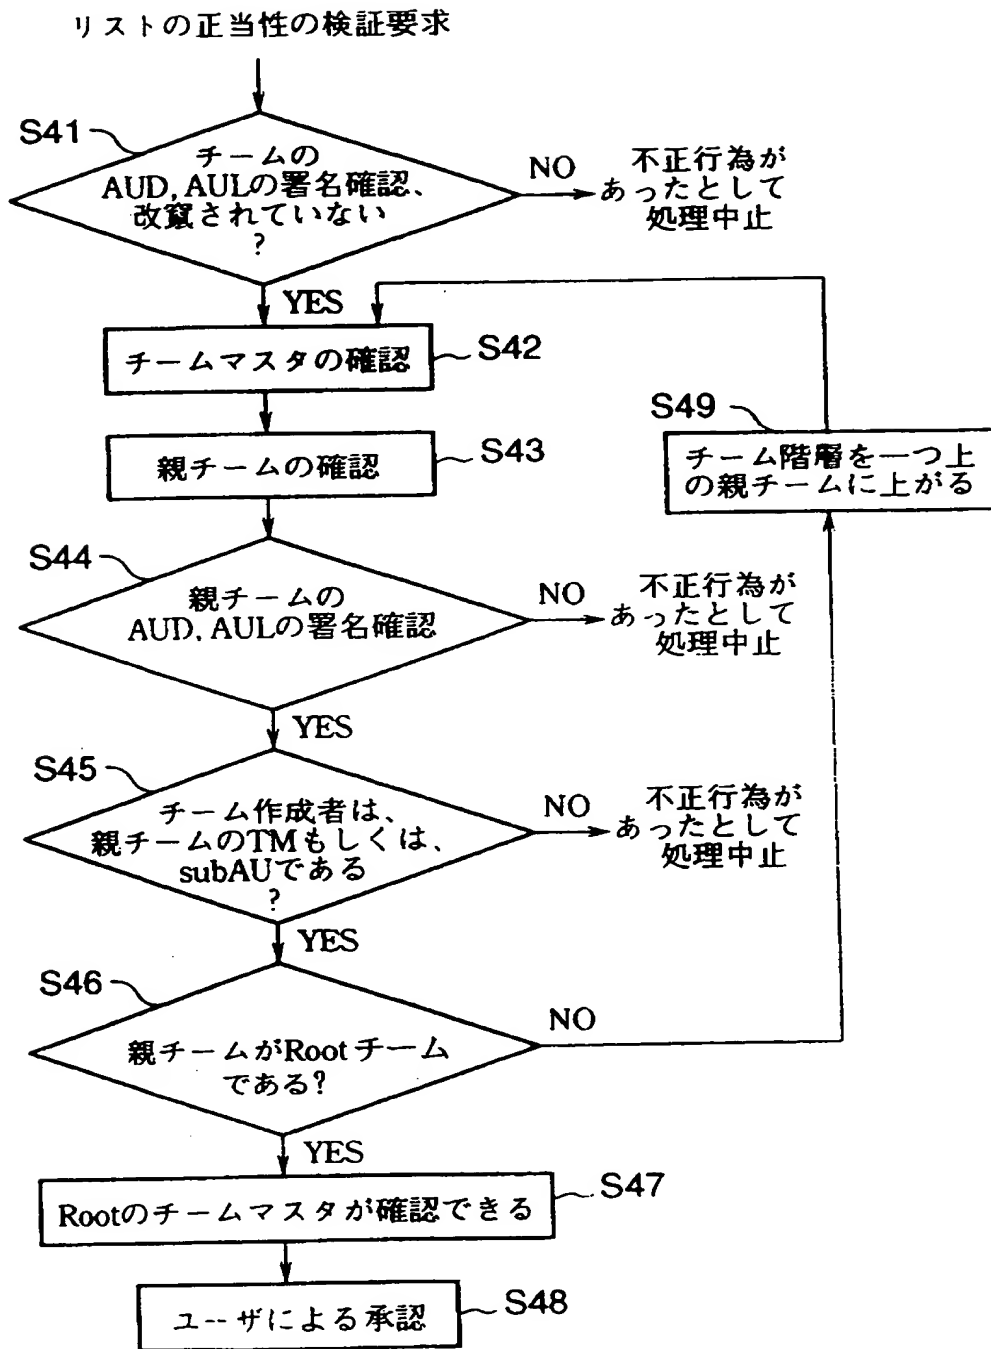 リストの正当性の検証要求
S41
チームの
AUD, AULの署名確認、
改竄されていない
?
NO
不正行為が
あったとして
処理中止
YES
チームマスタの確認
S42
親チームの確認
S43
S49
チーム階層を一つ上
の親チームに上がる
S44
親チームの
AUD, AULの署名確認
NO
不正行為が
あったとして
処理中止
YES
S45
チーム作成者は、
親チームのTMもしくは、
subAUである
?
NO
不正行為が
あったとして
処理中止
YES
S46
親チームがRootチーム
である?
NO
YES
Rootのチームマスタが確認できる
S47
ユーザによる承認
S48